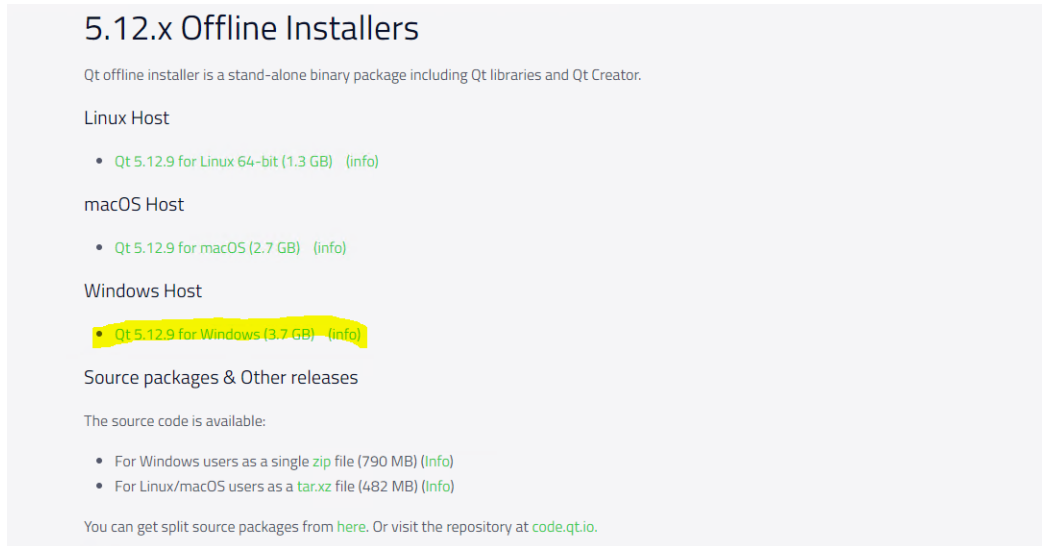 5.12.x Offline Installers
Qt offline installer is a stand-alone binary package including Qt libraries and Qt Creator.
Linux Host
Qt 5.12.9 for Linux 64-bit (1.3 GB) (info)
macOS Host
Qt 5.12.9 for macOS (2.7 GB) (info)
Windows Host
Qt 5.12.9 for Windows (3.7 GB) (info)
Source packages & Other releases
The source code is available:
For Windows users as a single zip file (790 MB) (Info)
For Linux/macOS users as a tar.xz file (482 MB) (Info)
You can get split source packages from here. Or visit the repository at code.qt.io.